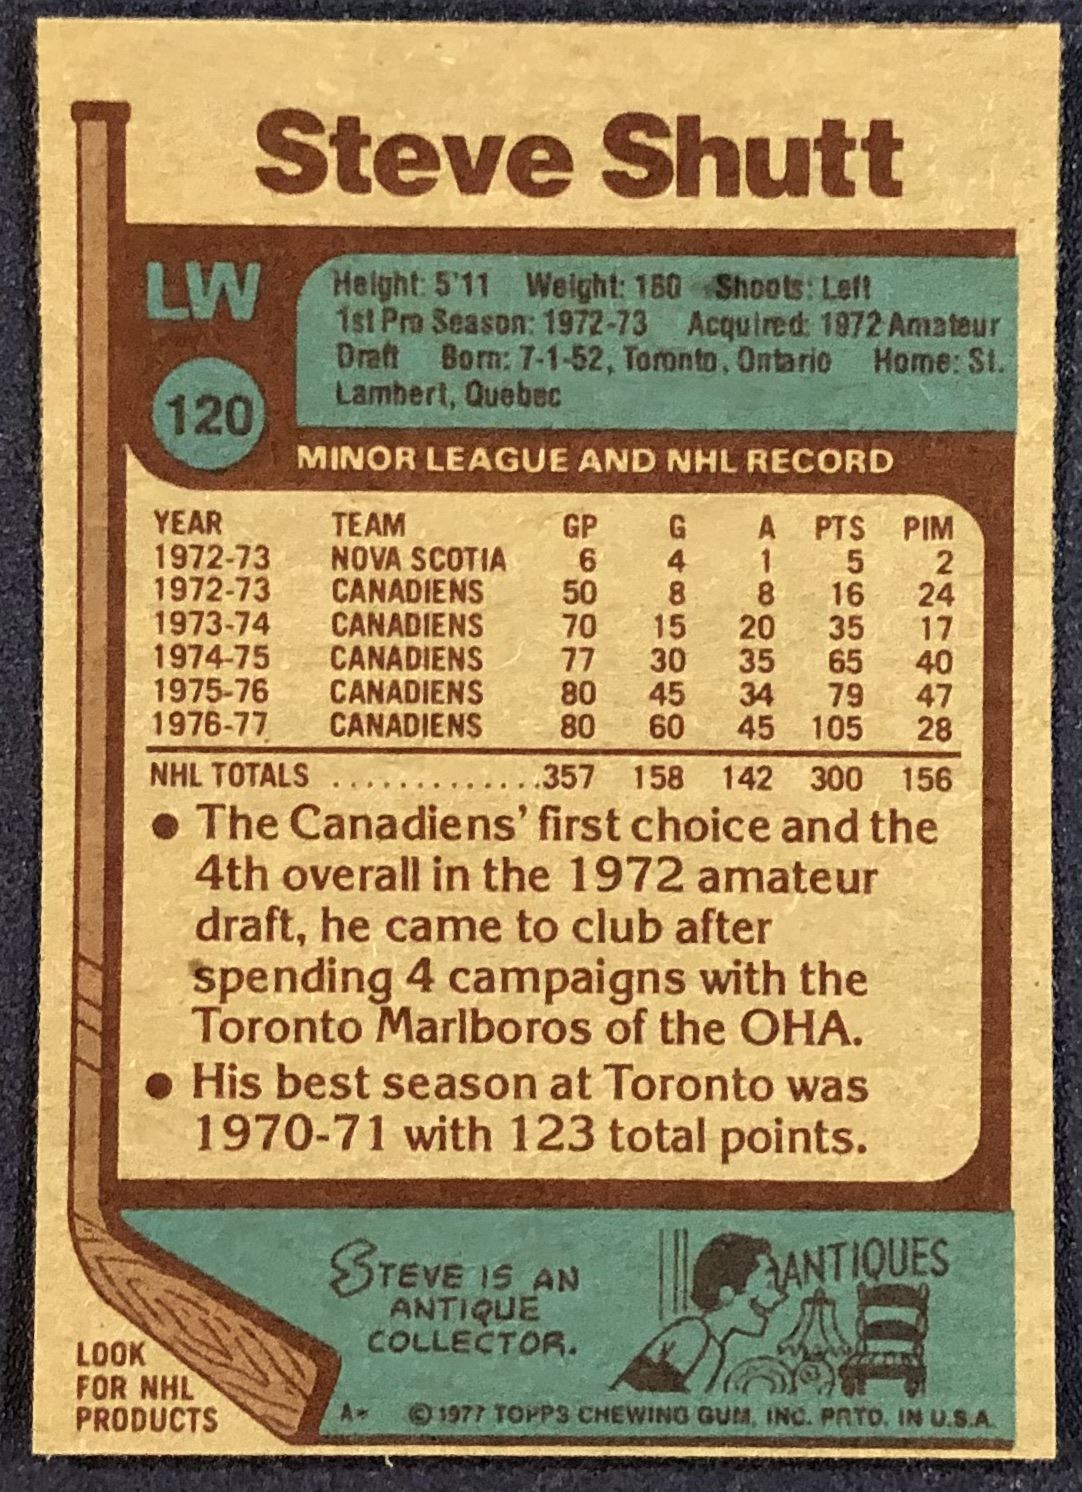 Steve Shutt
LW
120
Height: 5'11 Weight: 180 Shoots: Left
1st Pro Season: 1972-73 Acquired: 1972 Amateur
Draft Born: 7-1-52, Toronto, Ontario Home: St.
Lambert, Quebec
MINOR LEAGUE AND NHL RECORD
YEAR TEAM GP G A PTS PIM
1972-73 NOVA SCOTIA 6 4 1 5 2
1972-73 CANADIENS 50 8 8 16 24
1973-74 CANADIENS 70 15 20 35 17
1974-75 CANADIENS 77 30 35 65 40
1975-76 CANADIENS 80 45 34 79 47
1976-77 CANADIENS 80 60 45 105 28
NHL TOTALS .............357 158 142 300 156
● The Canadiens' first choice and the
4th overall in the 1972 amateur
draft, he came to club after
spending 4 campaigns with the
Toronto Marlboros of the OHA.
● His best season at Toronto was
1970-71 with 123 total points.
STEVE IS AN
ANTIQUE
COLLECTOR.
ANTIQUES
LOOK
FOR NHL
PRODUCTS
A* © 1977 TOPPS CHEWING GUM, INC. PRTD. IN U.S.A.